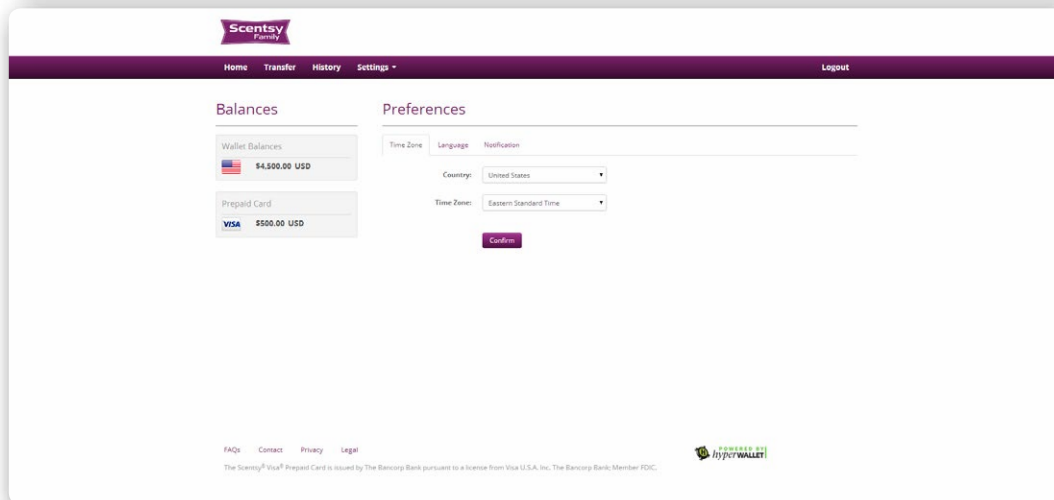 Scentsy
Family
Home Transfer History Settings
Logout
Balances
Wallet Balances
$4,500.00 USD
Prepaid Card
VISA $500.00 USD
Preferences
Time Zone Language Notification
Country: United States
Time Zone: Eastern Standard Time
Confirm
FAQs Contact Privacy Legal
The Scentsy® Visa® Prepaid Card is issued by The Bancorp Bank pursuant to a license from Visa U.S.A. Inc. The Bancorp Bank; Member FDIC.
POWERED BY
hyperWALLET